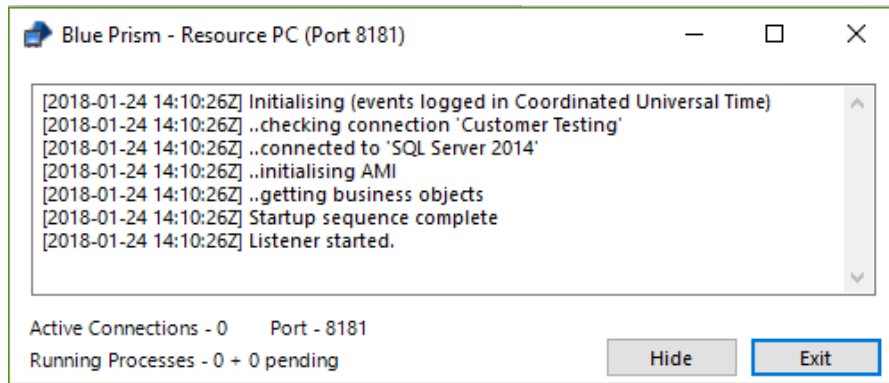 Blue Prism - Resource PC (Port 8181)
[2018-01-24 14:10:26Z] Initialising (events logged in Coordinated Universal Time)
[2018-01-24 14:10:26Z] ..checking connection 'Customer Testing'
[2018-01-24 14:10:26Z] ..connected to 'SQL Server 2014'
[2018-01-24 14:10:26Z] ..initialising AMI
[2018-01-24 14:10:26Z] ..getting business objects
[2018-01-24 14:10:26Z] Startup sequence complete
[2018-01-24 14:10:26Z] Listener started.
Active Connections - 0 Port - 8181
Running Processes - 0 + 0 pending
Hide Exit